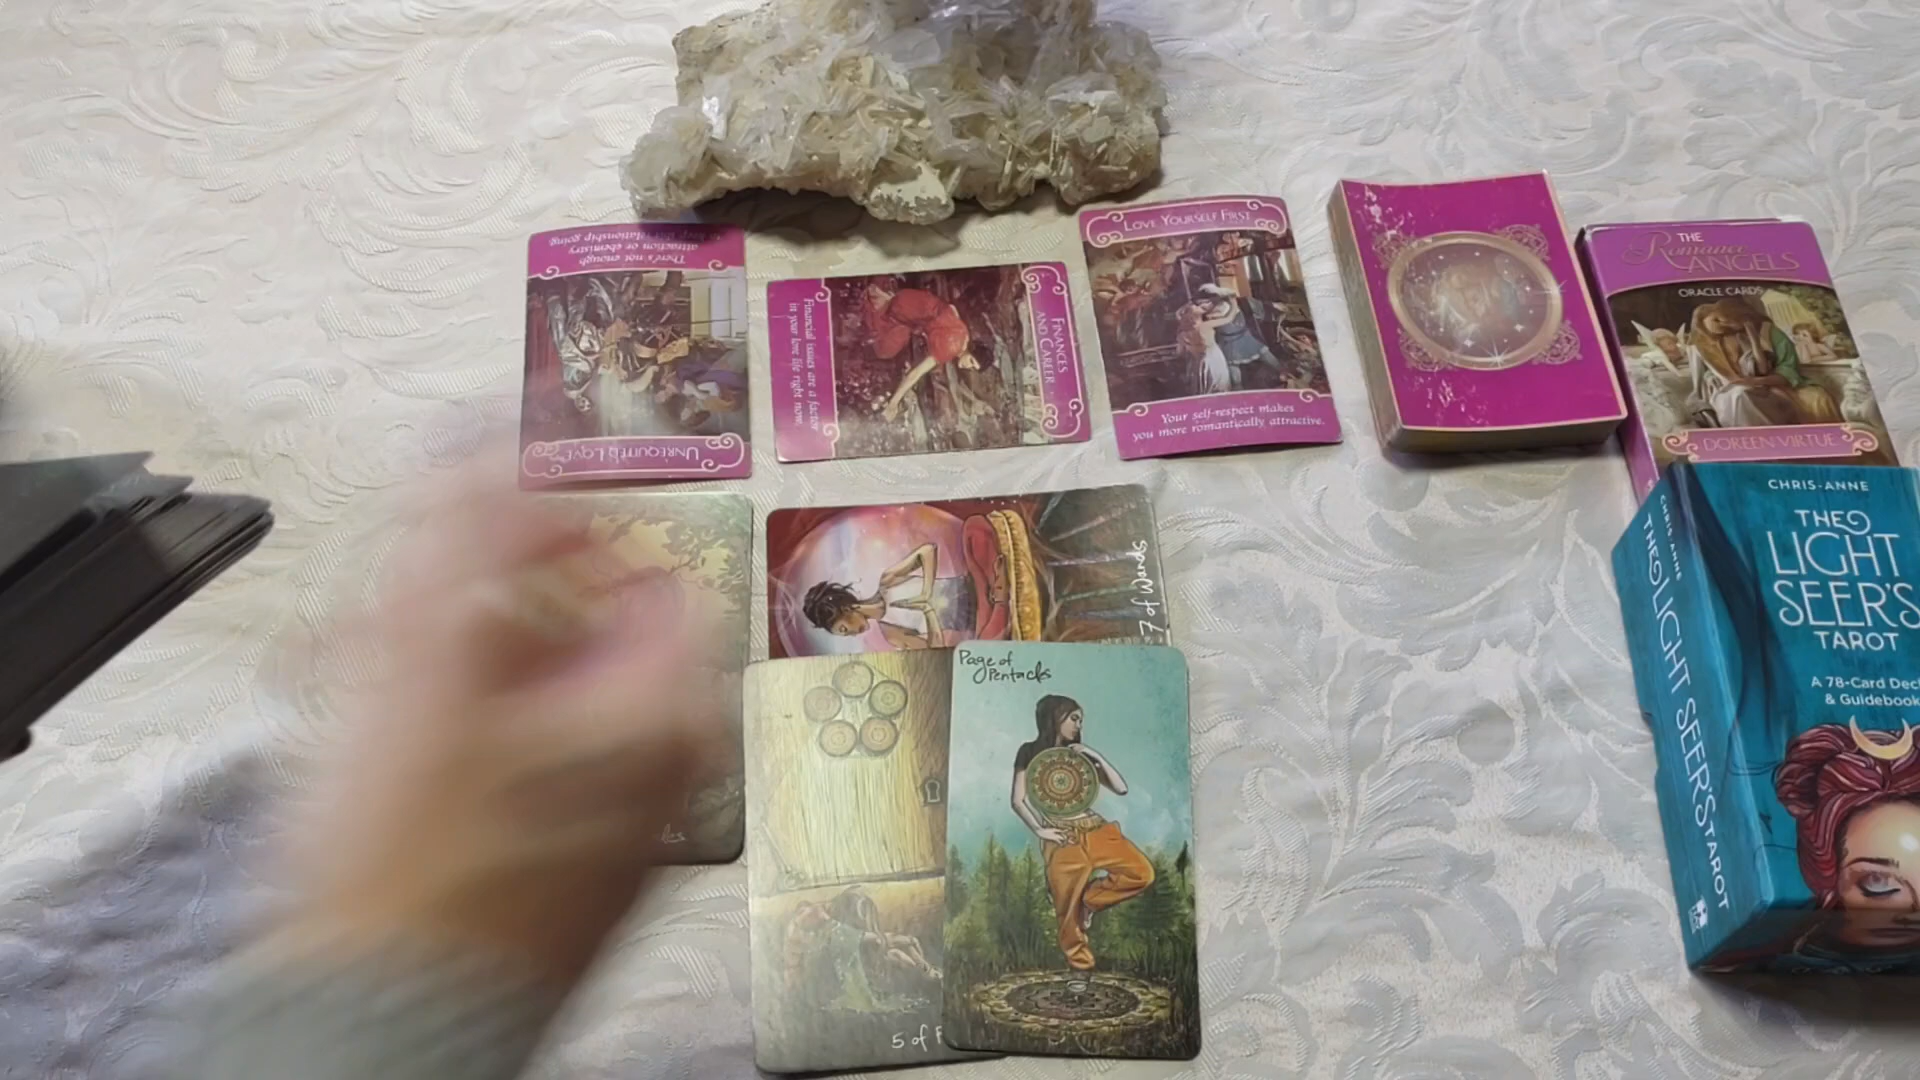 There's not enough
attraction or chemistry
to keep this relationship going
UNREQUITED LOVE
FINANCES
AND CAREER
Financial issues are a factor
in your love life right now.
LOVE YOURSELF FIRST
Your self-respect makes
you more romantically attractive.
THE
Romance
ANGELS
ORACLE CARDS
DOREEN VIRTUE
7 of Wands
5 of P
Page of
Pentacles
CHRIS-ANNE
THE LIGHT SEER'S TAROT
CHRIS-ANNE
THE
LIGHT
SEER'S
TAROT
A 78-Card Deck
& Guidebook